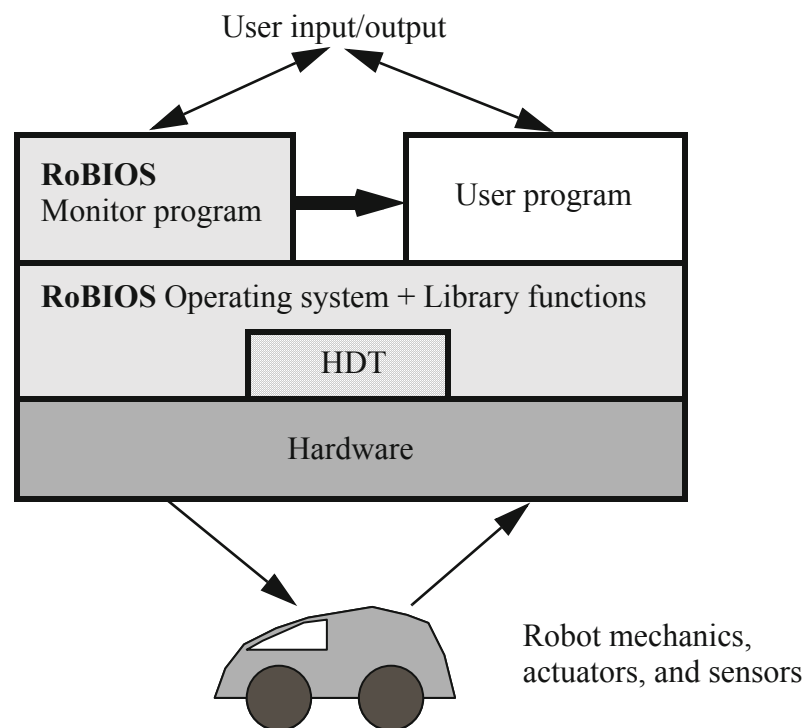 User input/output
RoBIOS
Monitor program
User program
RoBIOS Operating system + Library functions
HDT
Hardware
Robot mechanics,
actuators, and sensors